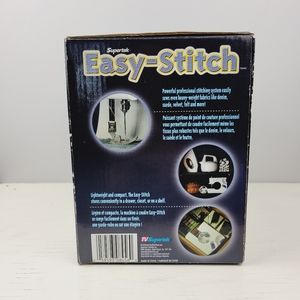 Supertek
Easy-Stitch
Powerful professional stitching system easily
sews even heavy-weight fabrics like denim,
suede, velvet, felt and more!
Puissant système de point de couture professionnel
vous permettant de coudre facilement même les
tissus plus robustes tels que le denim, le velours,
la suède et le feutre.
Lightweight and compact. The Easy-Stitch
stores conveniently in a drawer, closet, or on a shelf.
Légère et compacte, la machine à coudre Easy-Stitch
se range facilement dans un tiroir,
une garde-robe ou sur une étagère !
TV Supertek